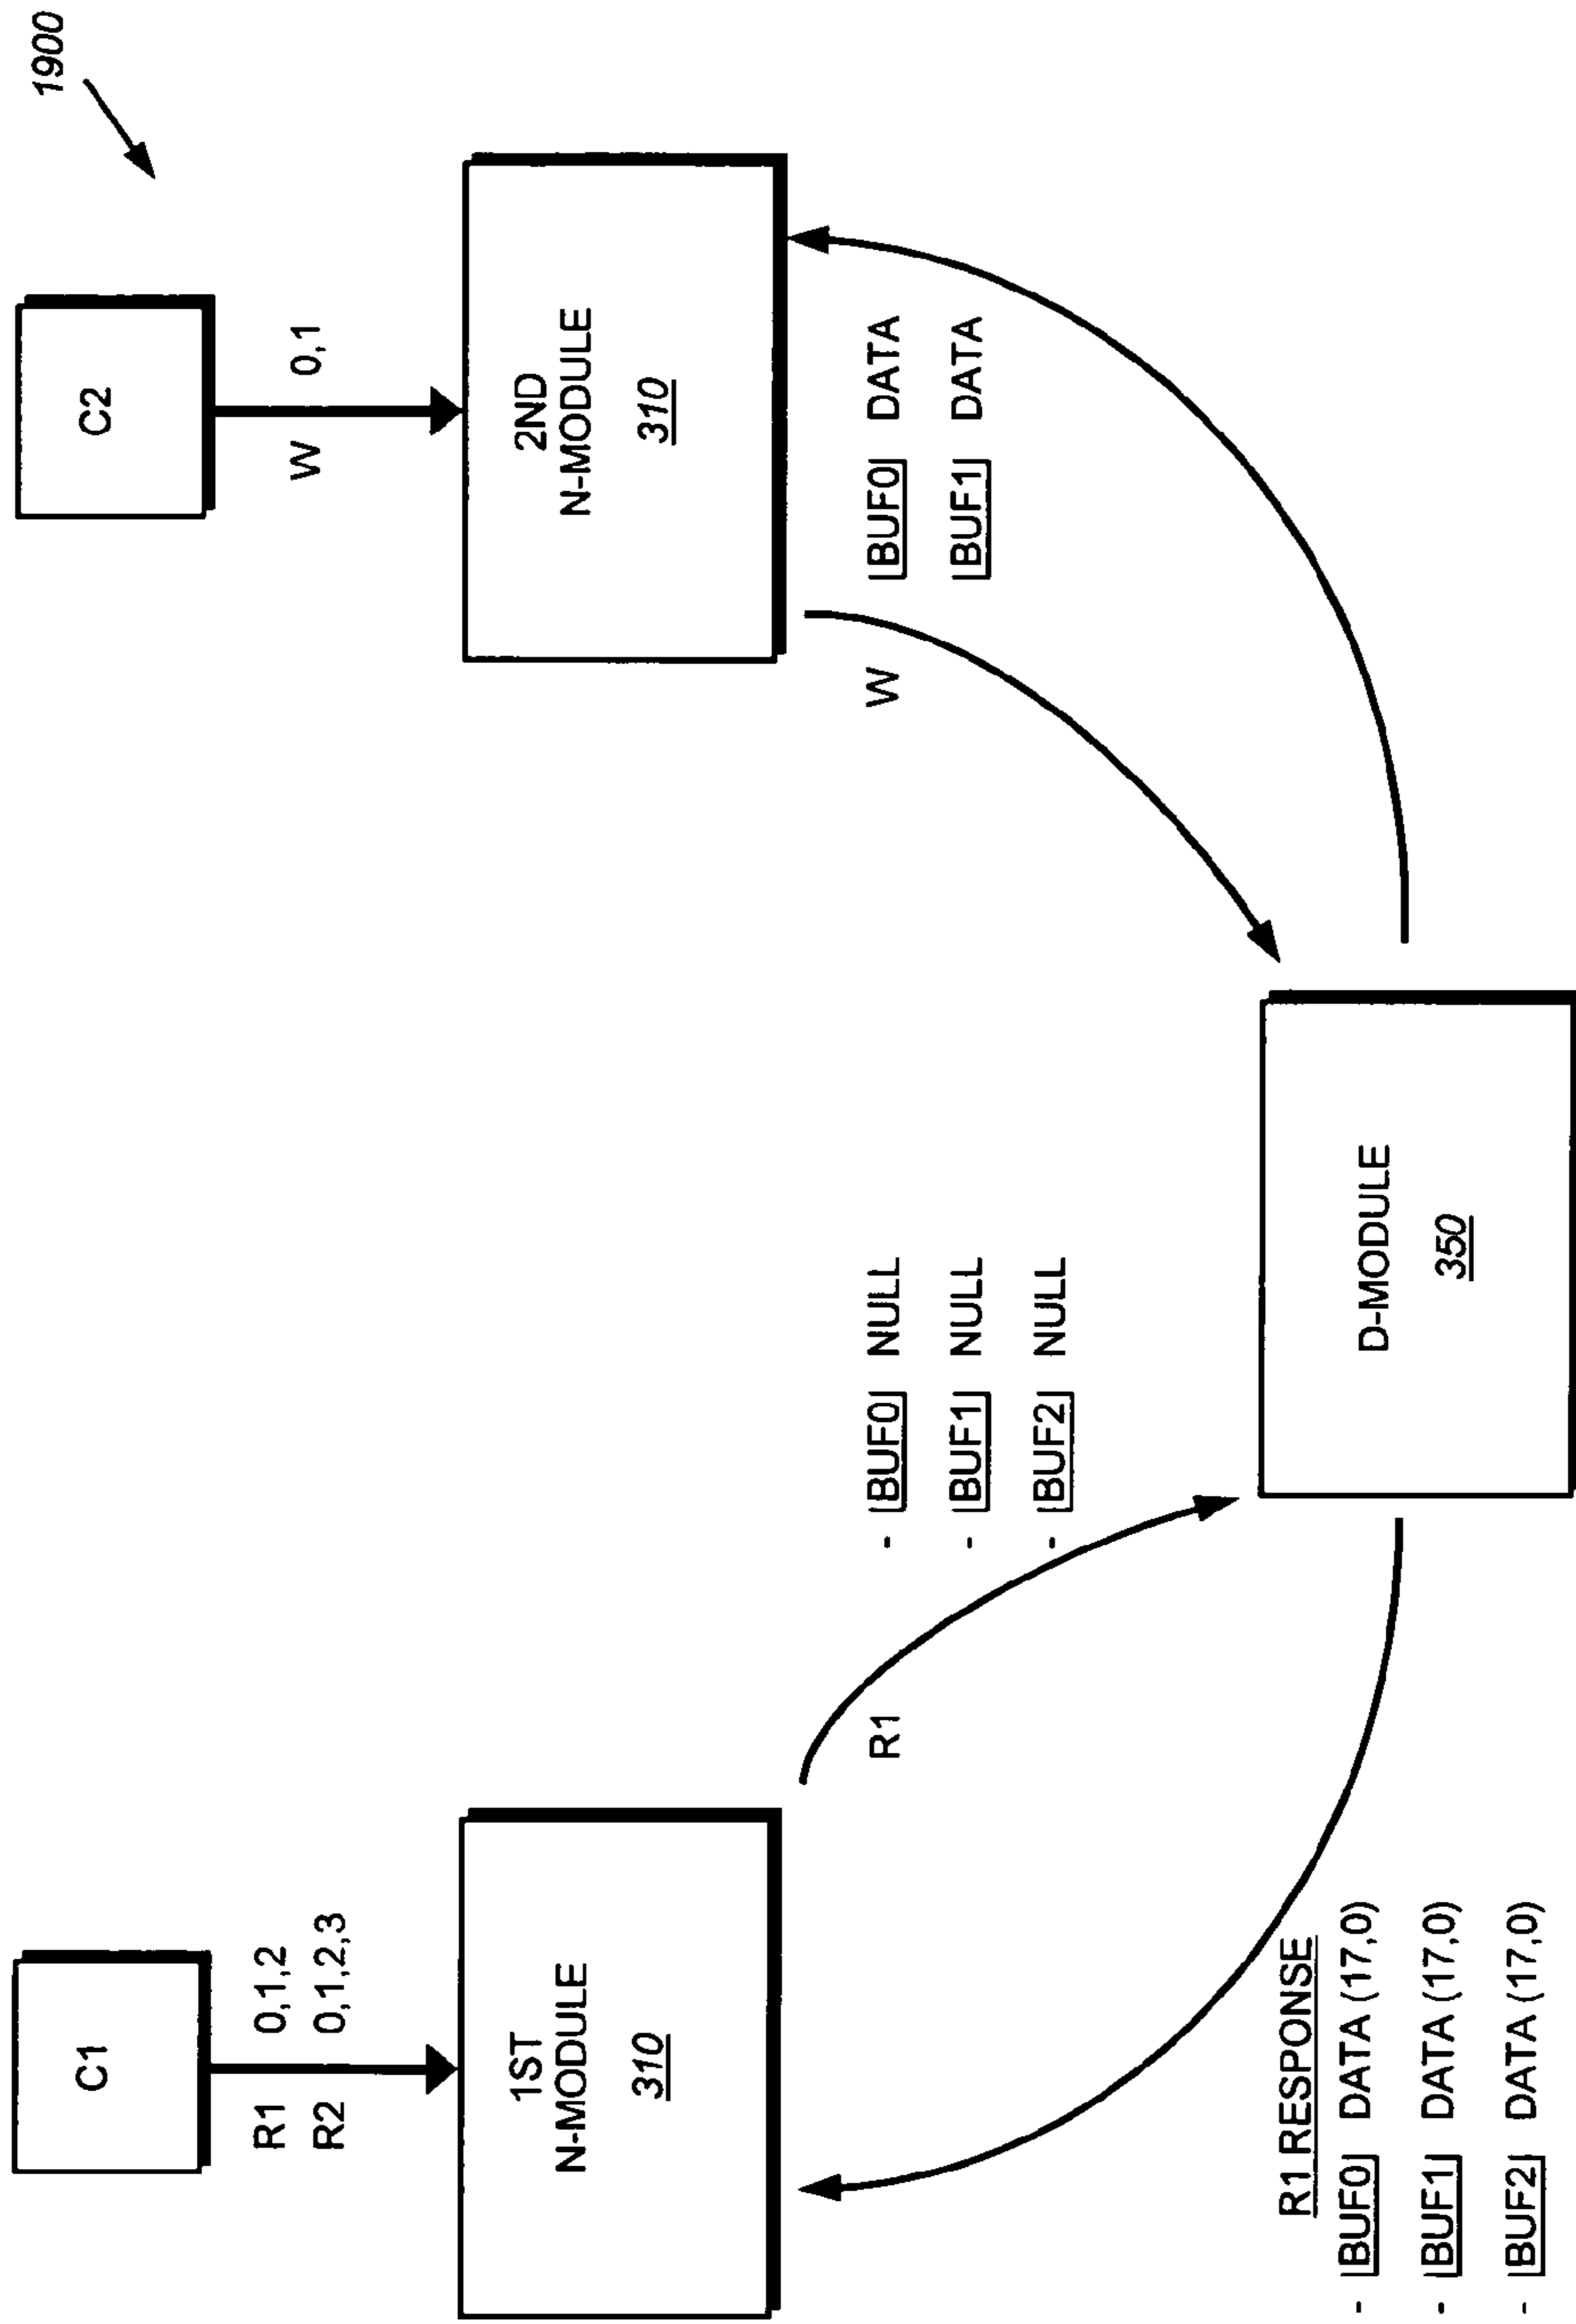 1900
C1
C2
R1 0,1,2
R2 0,1,2,3
W 0,1
1ST
N-MODULE
310
2ND
N-MODULE
310
R1
- BUF0 NULL
- BUF1 NULL
- BUF2 NULL
W
BUF0 DATA
BUF1 DATA
D-MODULE
350
R1 RESPONSE
- BUF0 DATA (17,0)
- BUF1 DATA (17,0)
- BUF2 DATA (17,0)